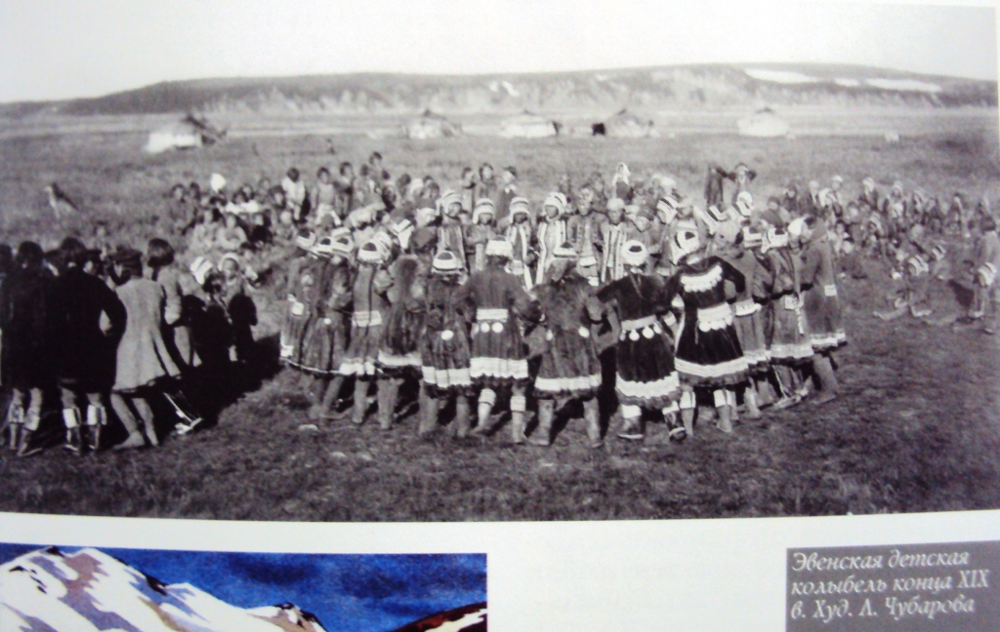 Эвенская детская
колыбель конца XIX
в. Худ. Л. Чубарова